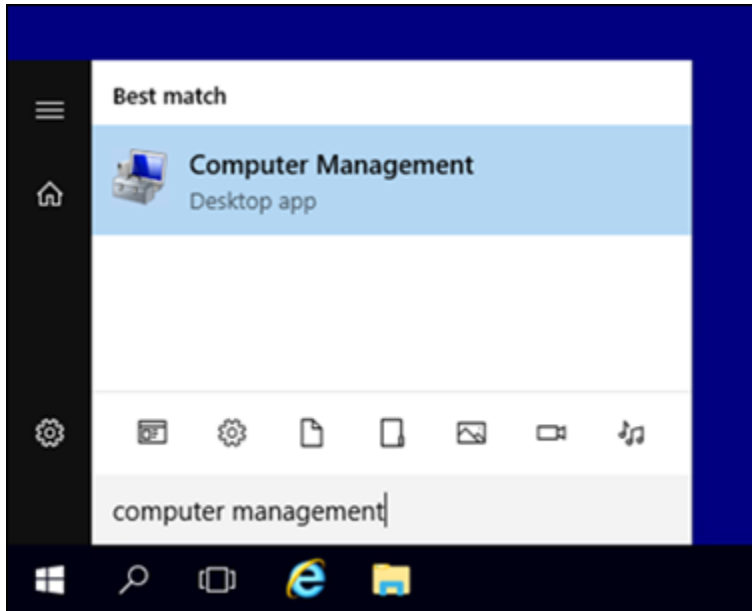 Best match
Computer Management
Desktop app
computer management